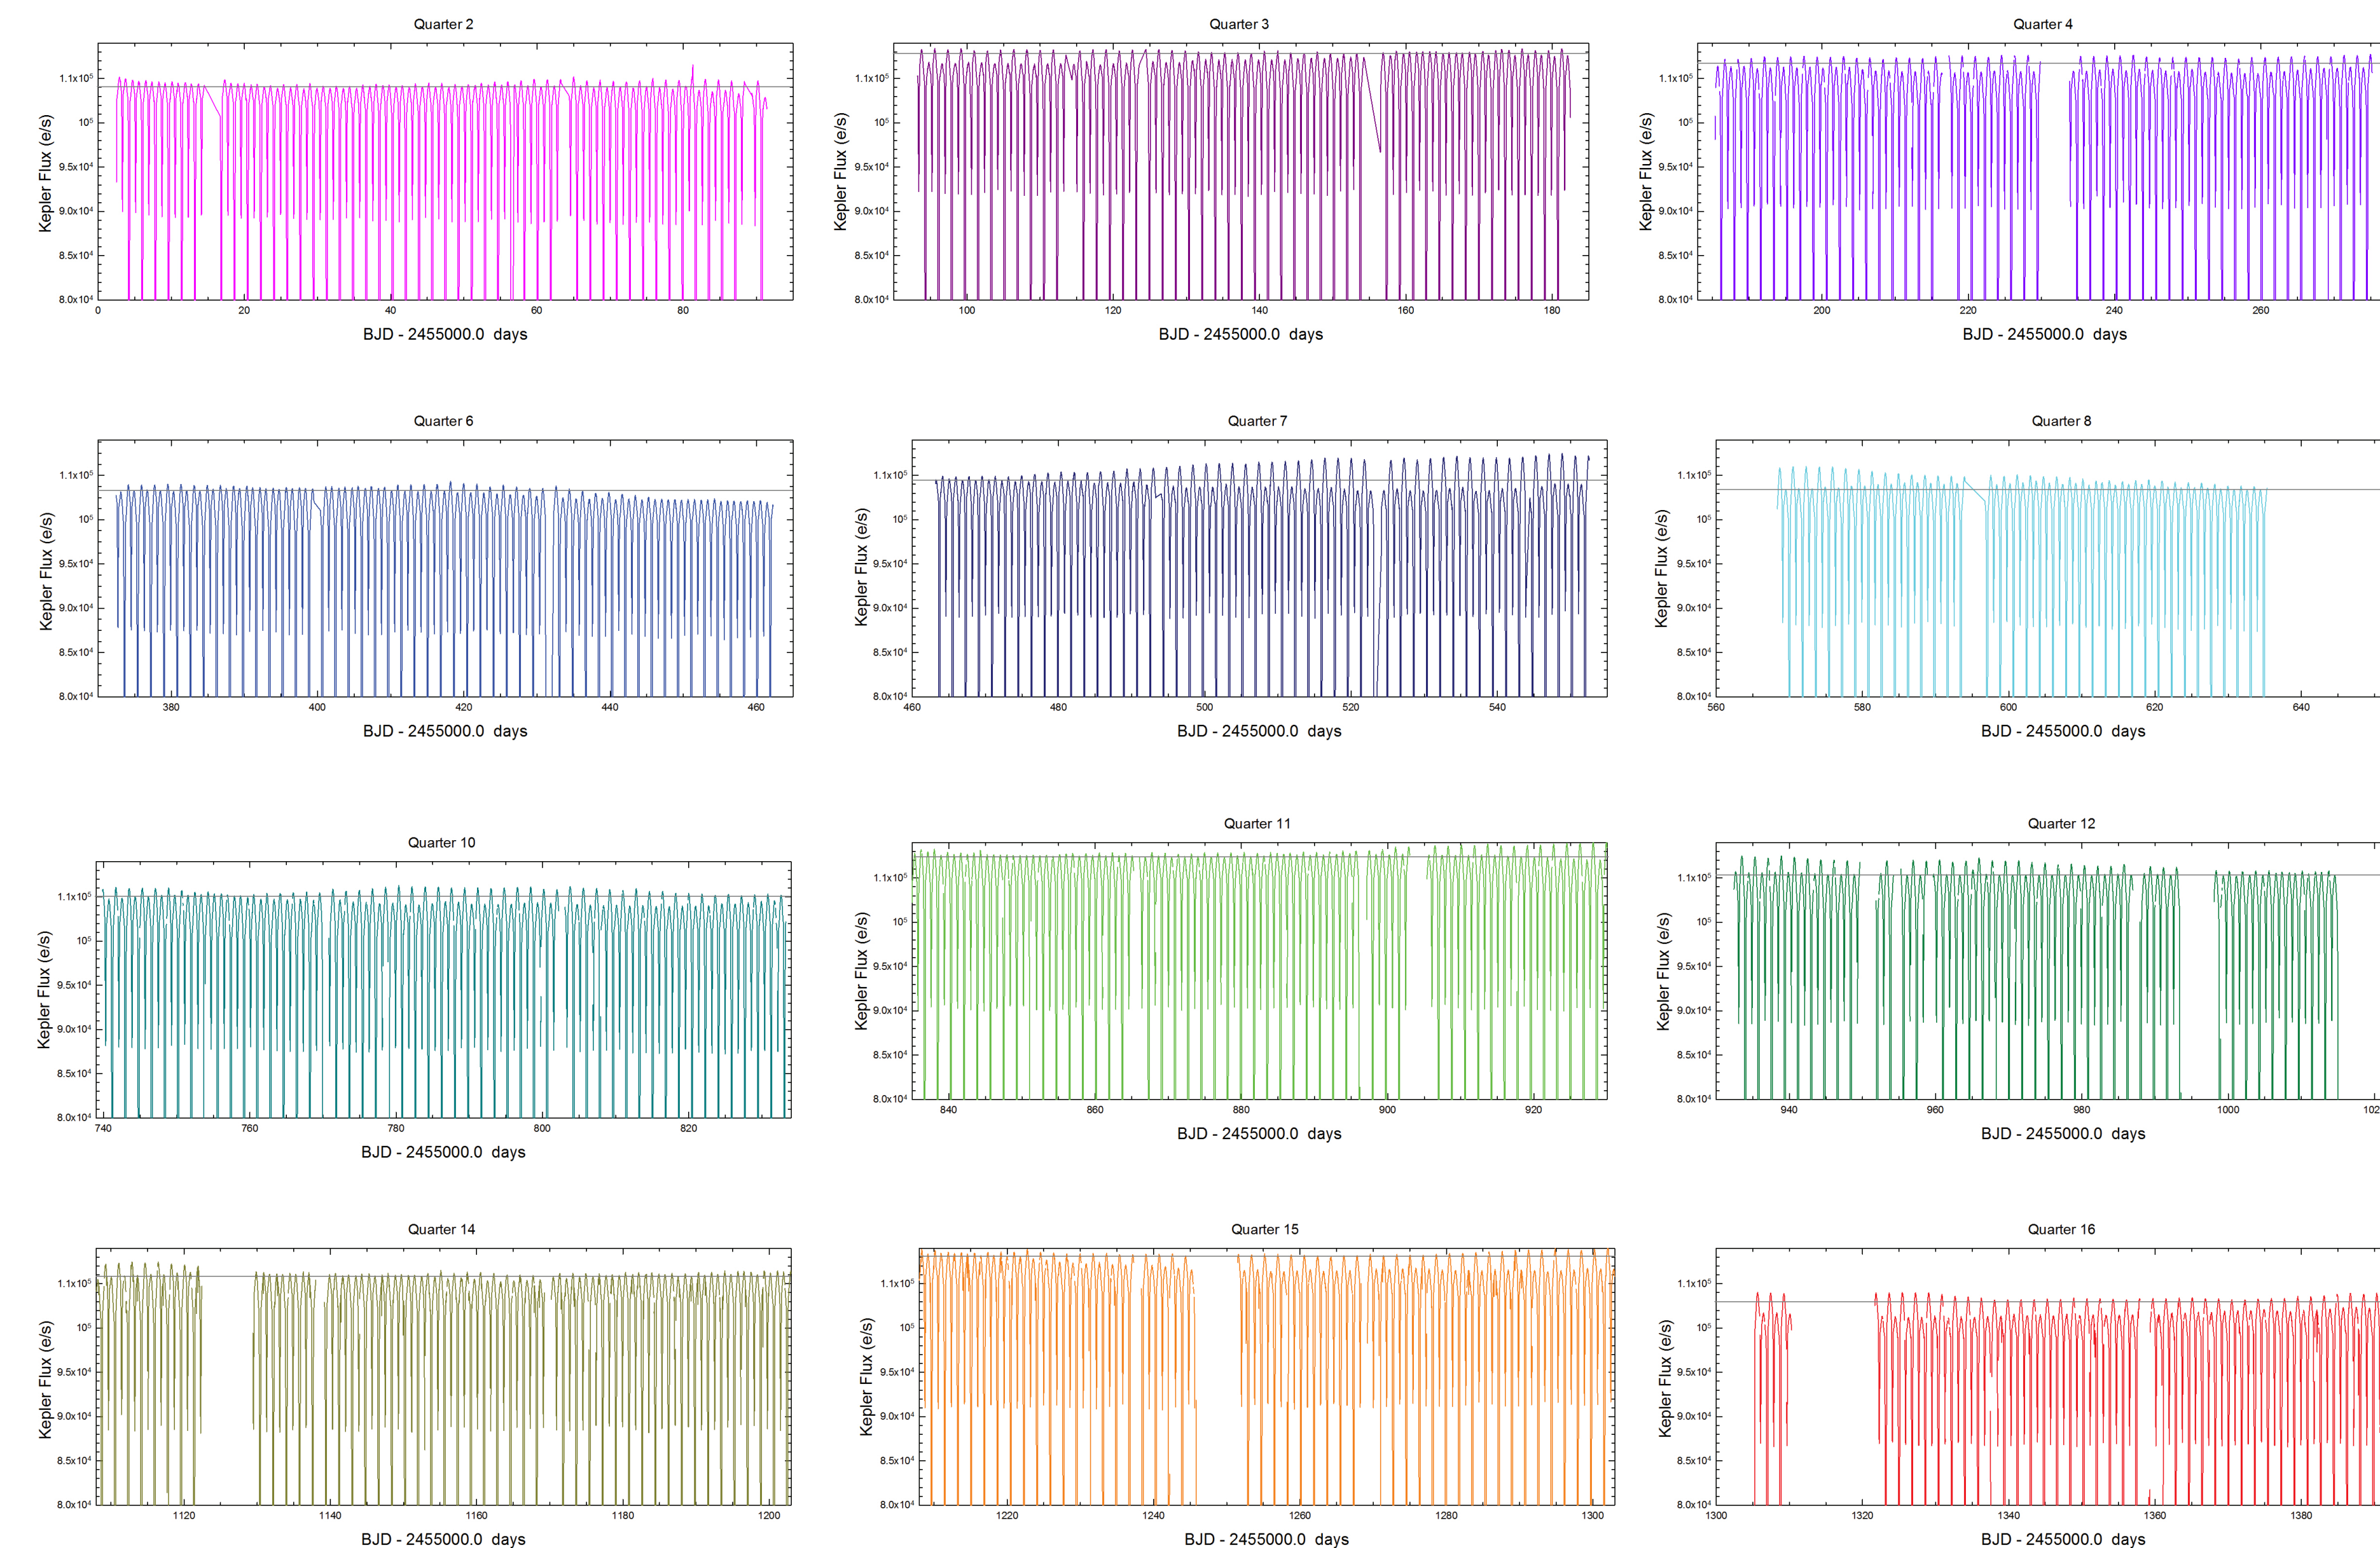 Quarter 2
Quarter 3
Quarter 4
Kepler Flux (e/s)
1.1x10⁵
10⁵
9.5x10⁴
9.0x10⁴
8.5x10⁴
8.0x10⁴
0 20 40 60 80
BJD - 2455000.0 days
Kepler Flux (e/s)
1.1x10⁵
10⁵
9.5x10⁴
9.0x10⁴
8.5x10⁴
8.0x10⁴
100 120 140 160 180
BJD - 2455000.0 days
Kepler Flux (e/s)
1.1x10⁵
10⁵
9.5x10⁴
9.0x10⁴
8.5x10⁴
8.0x10⁴
200 220 240 260
BJD - 2455000.0 days
Quarter 6
Quarter 7
Quarter 8
Kepler Flux (e/s)
1.1x10⁵
10⁵
9.5x10⁴
9.0x10⁴
8.5x10⁴
8.0x10⁴
380 400 420 440 460
BJD - 2455000.0 days
Kepler Flux (e/s)
1.1x10⁵
10⁵
9.5x10⁴
9.0x10⁴
8.5x10⁴
8.0x10⁴
460 480 500 520 540
BJD - 2455000.0 days
Kepler Flux (e/s)
1.1x10⁵
10⁵
9.5x10⁴
9.0x10⁴
8.5x10⁴
8.0x10⁴
560 580 600 620 640
BJD - 2455000.0 days
Quarter 10
Quarter 11
Quarter 12
Kepler Flux (e/s)
1.1x10⁵
10⁵
9.5x10⁴
9.0x10⁴
8.5x10⁴
8.0x10⁴
740 760 780 800 820
BJD - 2455000.0 days
Kepler Flux (e/s)
1.1x10⁵
10⁵
9.5x10⁴
9.0x10⁴
8.5x10⁴
8.0x10⁴
840 860 880 900 920
BJD - 2455000.0 days
Kepler Flux (e/s)
1.1x10⁵
10⁵
9.5x10⁴
9.0x10⁴
8.5x10⁴
8.0x10⁴
940 960 980 1000
BJD - 2455000.0 days
Quarter 14
Quarter 15
Quarter 16
Kepler Flux (e/s)
1.1x10⁵
10⁵
9.5x10⁴
9.0x10⁴
8.5x10⁴
8.0x10⁴
1120 1140 1160 1180 1200
BJD - 2455000.0 days
Kepler Flux (e/s)
1.1x10⁵
10⁵
9.5x10⁴
9.0x10⁴
8.5x10⁴
8.0x10⁴
1220 1240 1260 1280 1300
BJD - 2455000.0 days
Kepler Flux (e/s)
1.1x10⁵
10⁵
9.5x10⁴
9.0x10⁴
8.5x10⁴
8.0x10⁴
1300 1320 1340 1360 1380
BJD - 2455000.0 days